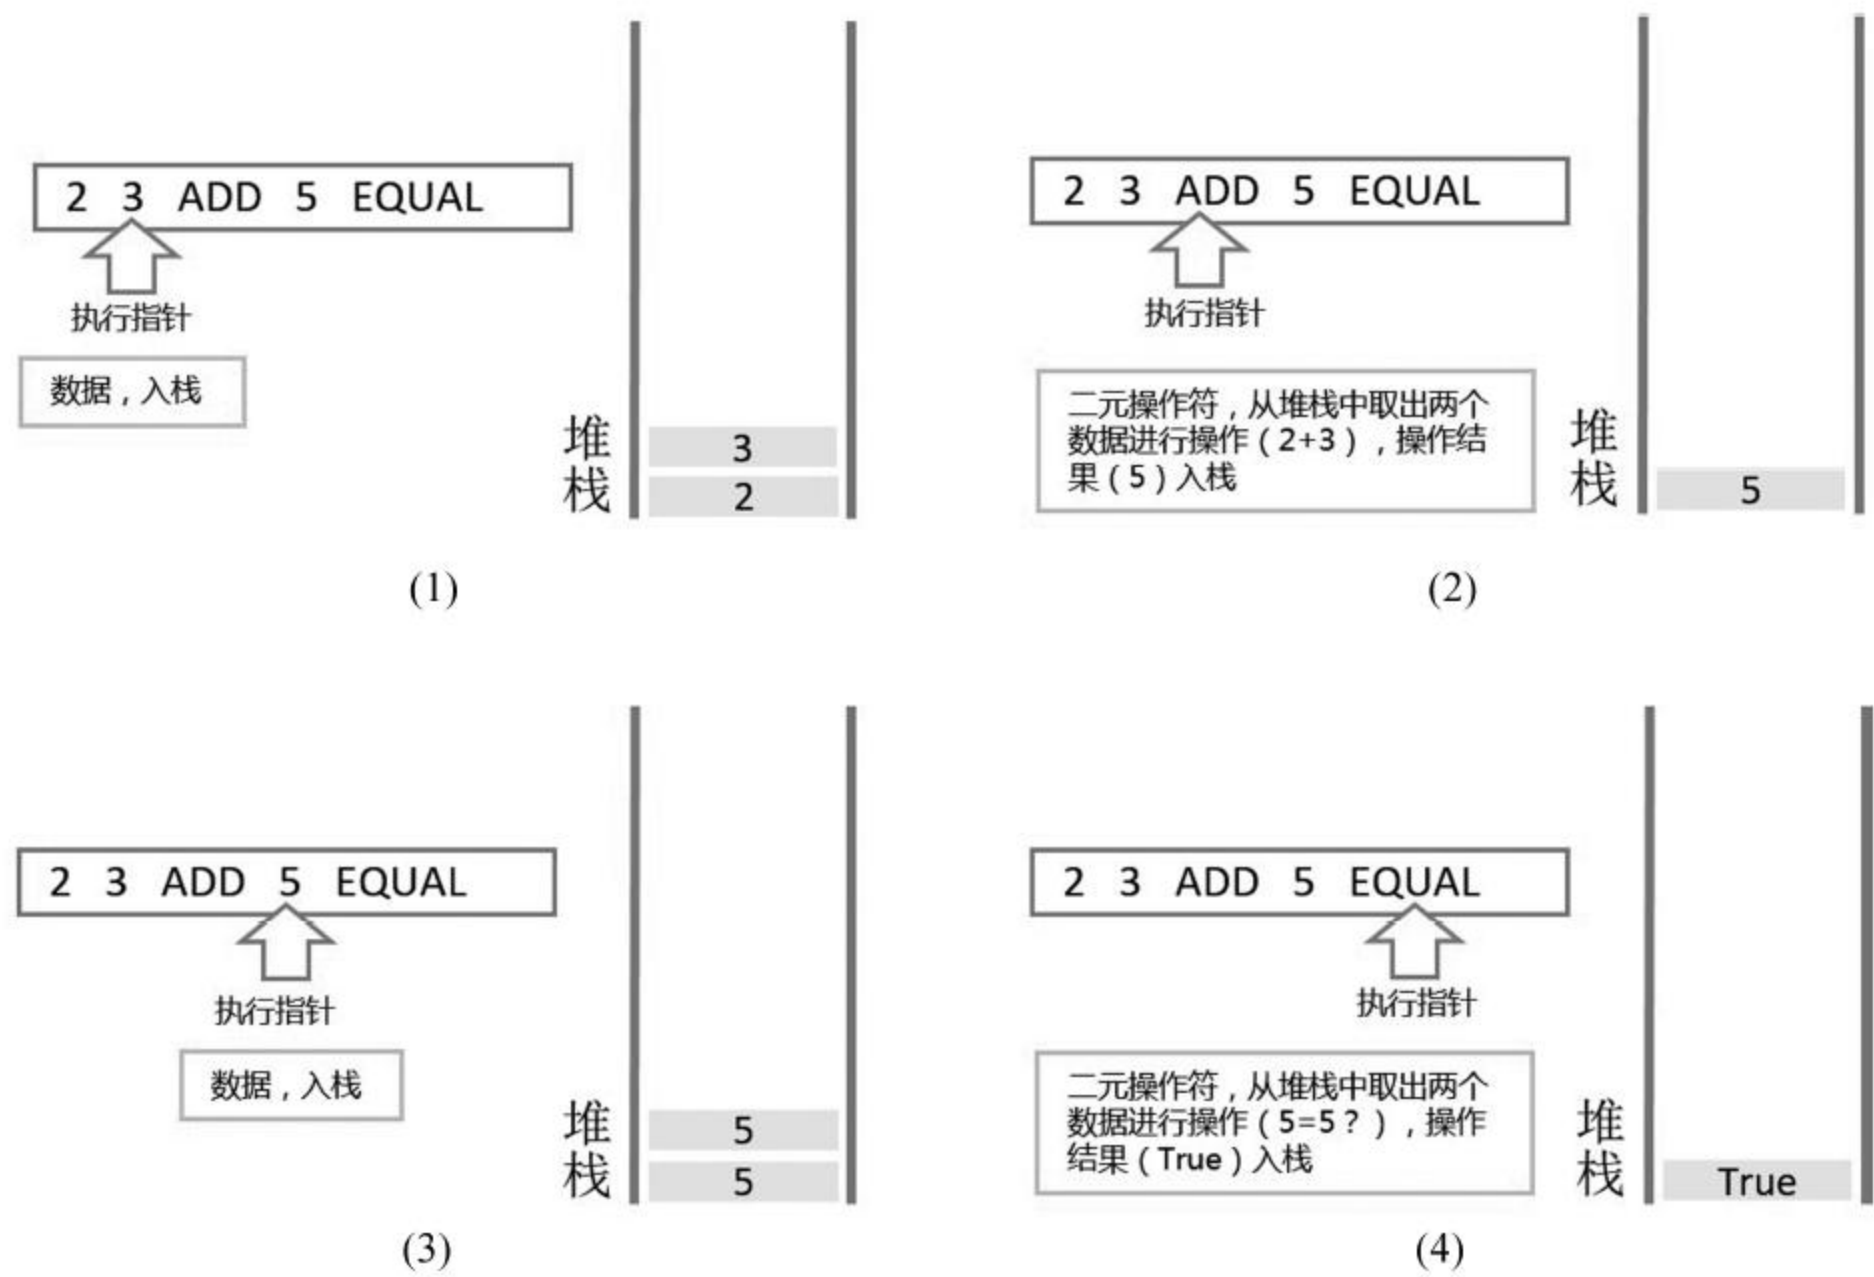 2 3 ADD 5 EQUAL
执行指针
数据，入栈
堆
栈
3
2
(1)
2 3 ADD 5 EQUAL
执行指针
二元操作符，从堆栈中取出两个
数据进行操作（2+3），操作结
果（5）入栈
堆
栈
5
(2)
2 3 ADD 5 EQUAL
执行指针
数据，入栈
堆
栈
5
5
(3)
2 3 ADD 5 EQUAL
执行指针
二元操作符，从堆栈中取出两个
数据进行操作（5=5？），操作
结果（True）入栈
堆
栈
True
(4)